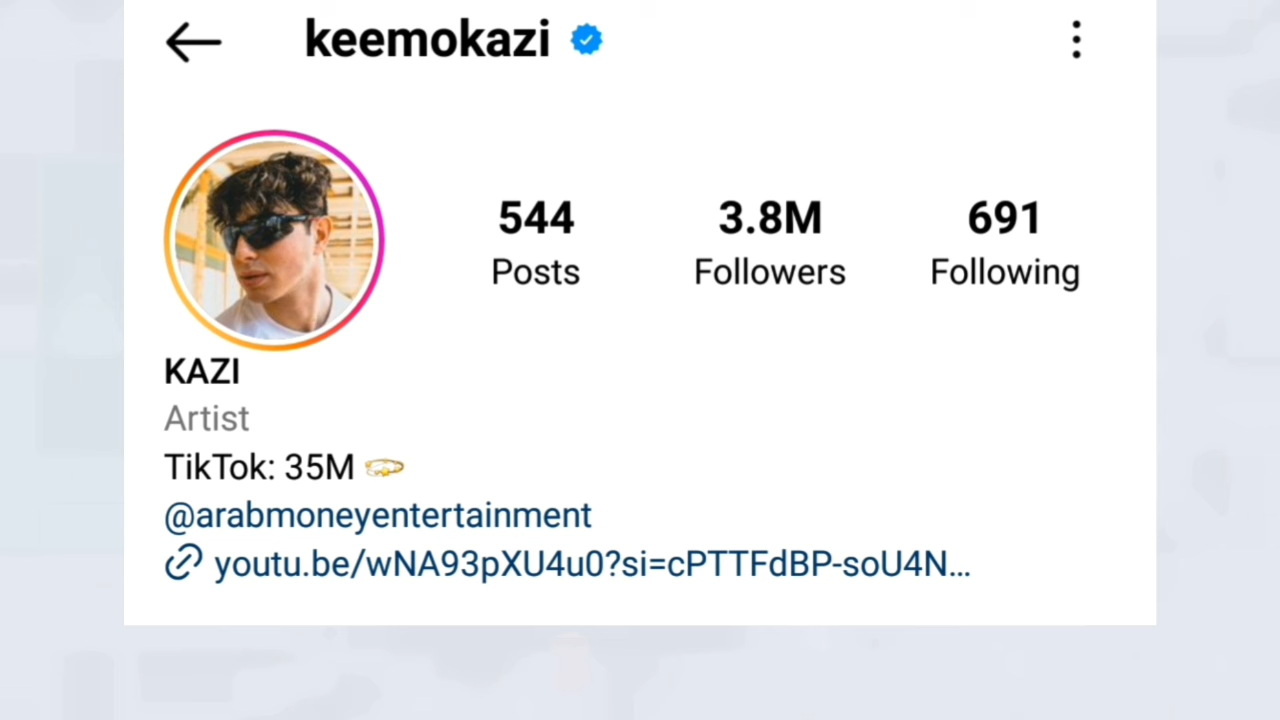 keemokazi
544 3.8M 691
Posts Followers Following
KAZI
Artist
TikTok: 35M 💫
@arabmoneyentertainment
youtu.be/wNA93pXU4u0?si=cPTTFdBP-soU4N...